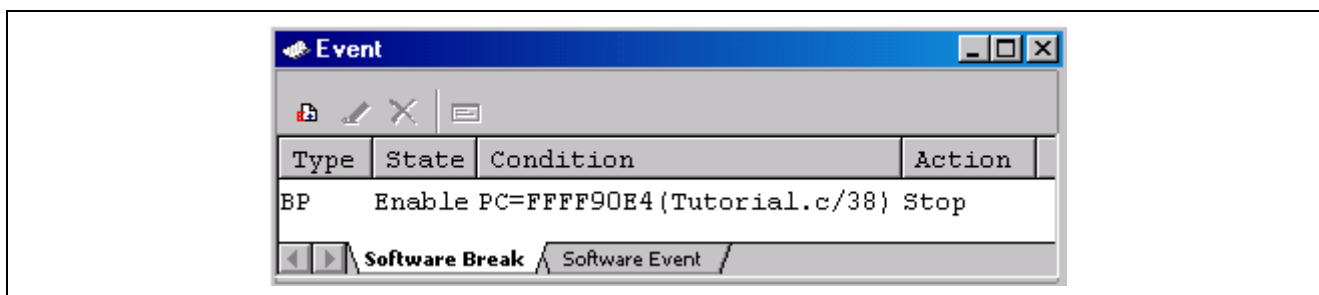 Event
Type State Condition Action
BP Enable PC=FFFF90E4(Tutorial.c/38) Stop
Software Break Software Event